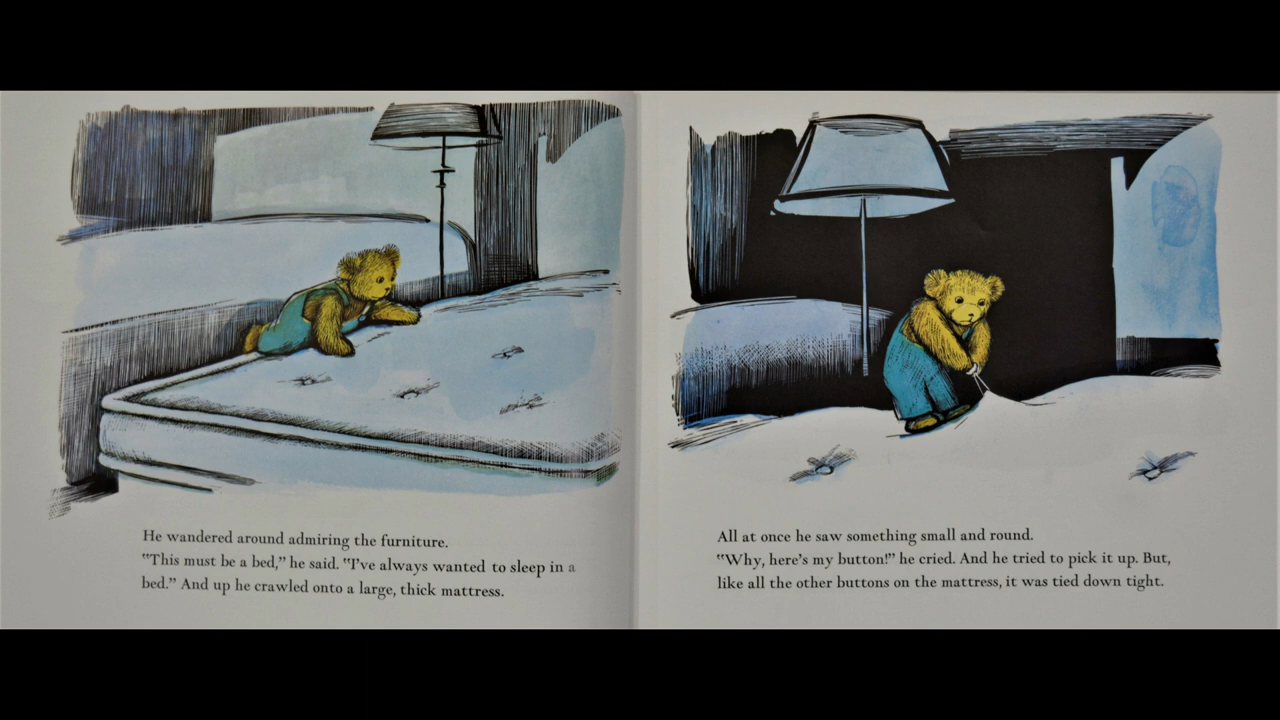 He wandered around admiring the furniture.
"This must be a bed," he said. "I've always wanted to sleep in a
bed." And up he crawled onto a large, thick mattress.
All at once he saw something small and round.
"Why, here's my button!" he cried. And he tried to pick it up. But,
like all the other buttons on the mattress, it was tied down tight.